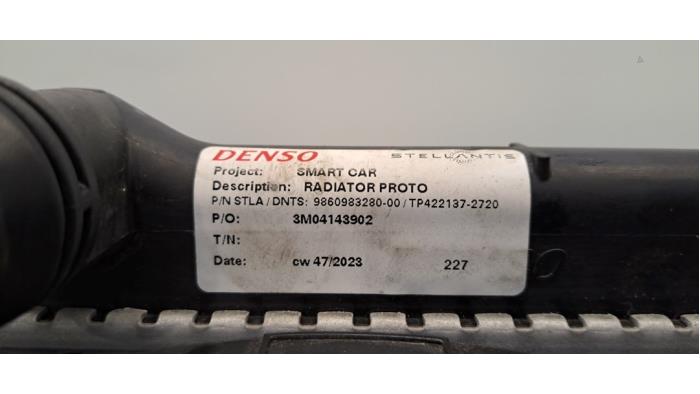 DENSO STELLANTIS
Project: SMART CAR
Description: RADIATOR PROTO
P/N STLA / DNTS: 9860983280-00 / TP422137-2720
P/O: 3M04143902
T/N:
Date: cw 47/2023 227